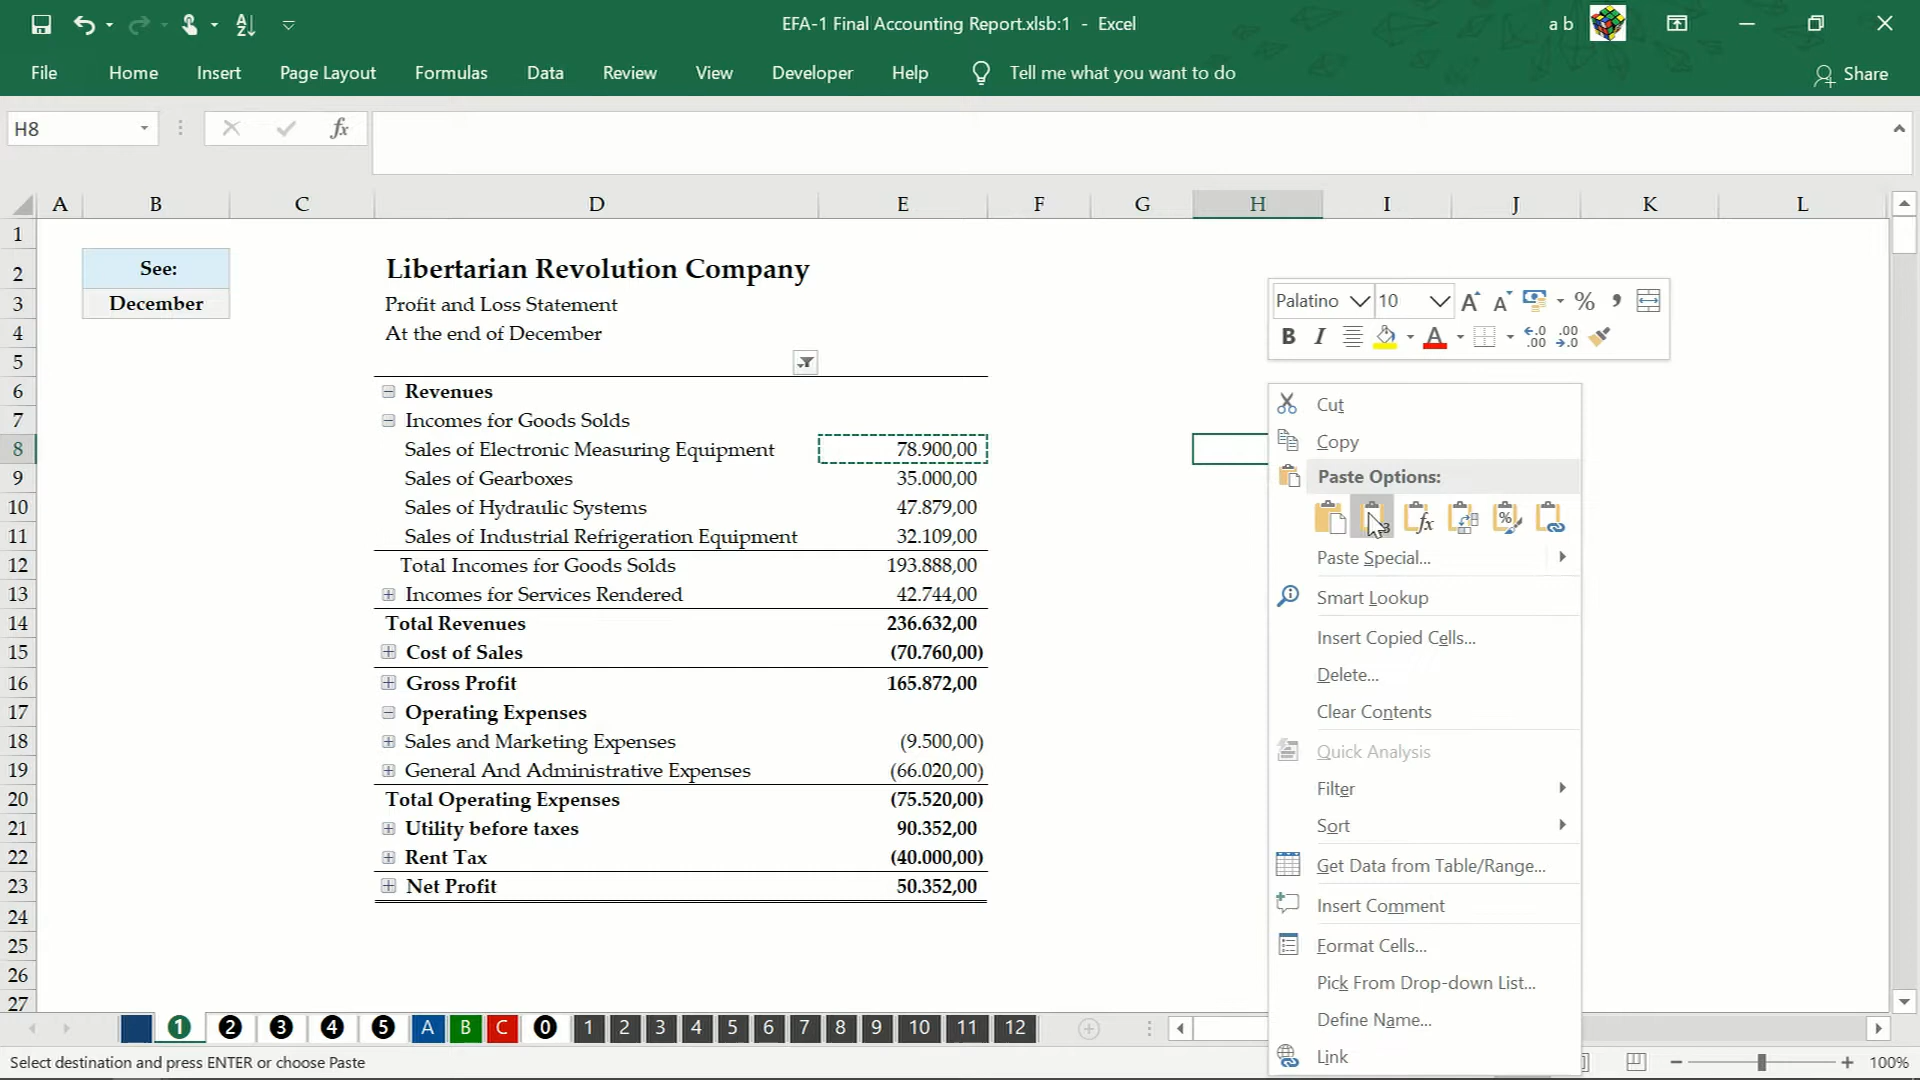 EFA-1 Final Accounting Report.xlsb:1 - Excel
a b
File Home Insert Page Layout Formulas Data Review View Developer Help Tell me what you want to do Share
H8
fx
A B C D E F G H I J K L
1
2 See: Libertarian Revolution Company
3 December Profit and Loss Statement
4 At the end of December
5
6 Revenues
7 Incomes for Goods Solds
8 Sales of Electronic Measuring Equipment 78.900,00
9 Sales of Gearboxes 35.000,00
10 Sales of Hydraulic Systems 47.879,00
11 Sales of Industrial Refrigeration Equipment 32.109,00
12 Total Incomes for Goods Solds 193.888,00
13 Incomes for Services Rendered 42.744,00
14 Total Revenues 236.632,00
15 Cost of Sales (70.760,00)
16 Gross Profit 165.872,00
17 Operating Expenses
18 Sales and Marketing Expenses (9.500,00)
19 General And Administrative Expenses (66.020,00)
20 Total Operating Expenses (75.520,00)
21 Utility before taxes 90.352,00
22 Rent Tax (40.000,00)
23 Net Profit 50.352,00
24
25
26
27
Palatino 10 A A % ,
B I A ←.0 .00 .00 →.0
Cut
Copy
Paste Options:
Paste Special...
Smart Lookup
Insert Copied Cells...
Delete...
Clear Contents
Quick Analysis
Filter
Sort
Get Data from Table/Range...
Insert Comment
Format Cells...
Pick From Drop-down List...
Define Name...
Link
1 2 3 4 5 A B C 0 1 2 3 4 5 6 7 8 9 10 11 12
Select destination and press ENTER or choose Paste
100%